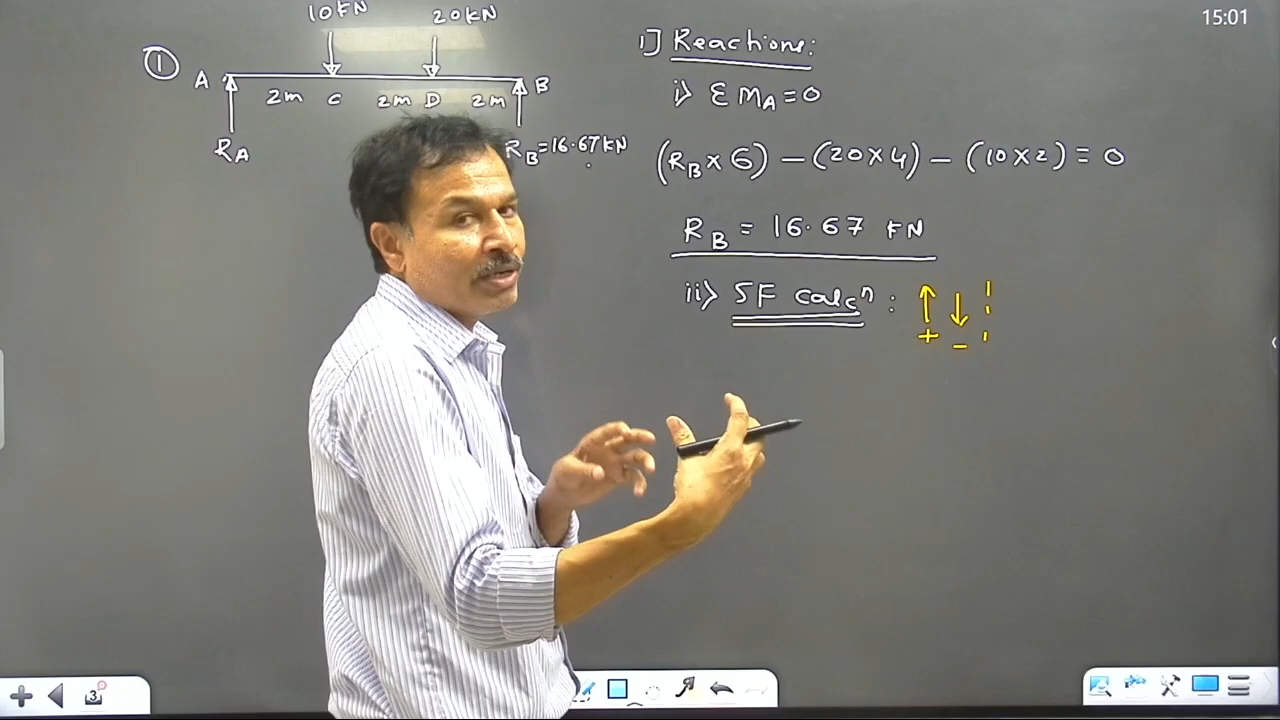 15:01
10KN 20KN
① A B
2m C 2m D 2m
RA RB=16.67KN
1] Reactions:
i> ΣMA=0
(RB×6) – (20×4) – (10×2) = 0
RB = 16.67 KN
ii> SF calcⁿ : ↑ ↓ ¦
+ –
3